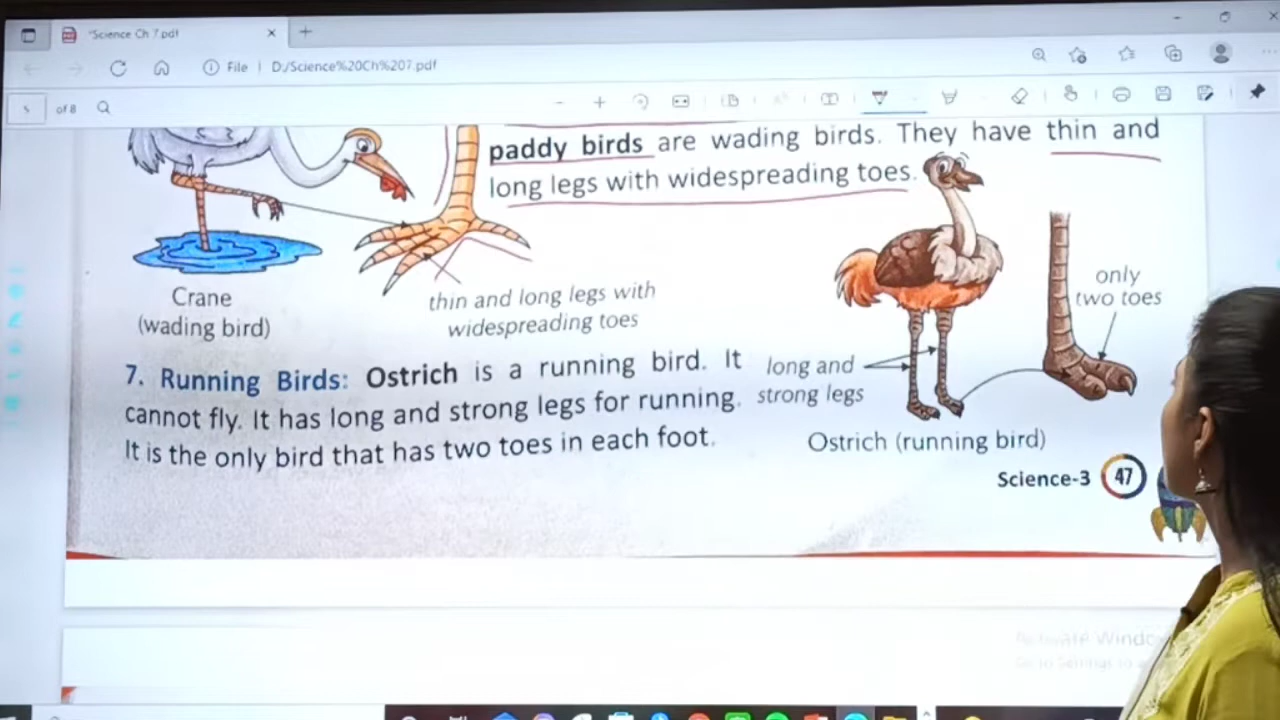 Science Ch 7.pdf
File | D:/Science%20Ch%207.pdf
of 8
paddy birds are wading birds. They have thin and
long legs with widespreading toes.
Crane
(wading bird)
thin and long legs with
widespreading toes
only
two toes
7. Running Birds: Ostrich is a running bird. It
cannot fly. It has long and strong legs for running.
It is the only bird that has two toes in each foot.
long and
strong legs
Ostrich (running bird)
Science-3 47